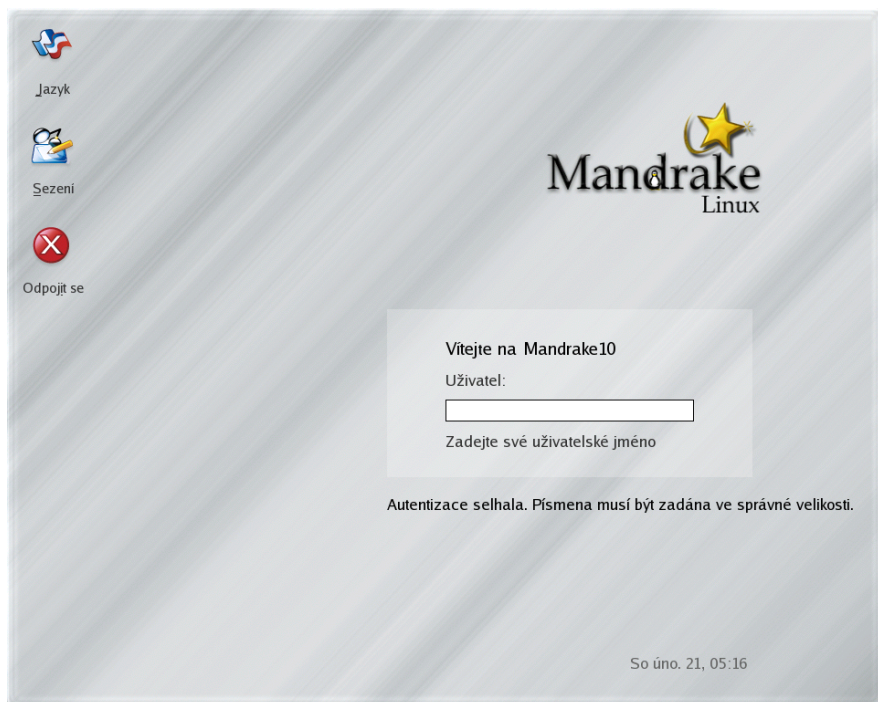 Jazyk
Sezení
Odpojit se
Mandrake
Linux
Vítejte na Mandrake10
Uživatel:
Zadejte své uživatelské jméno
Autentizace selhala. Písmena musí být zadána ve správné velikosti.
So úno. 21, 05:16